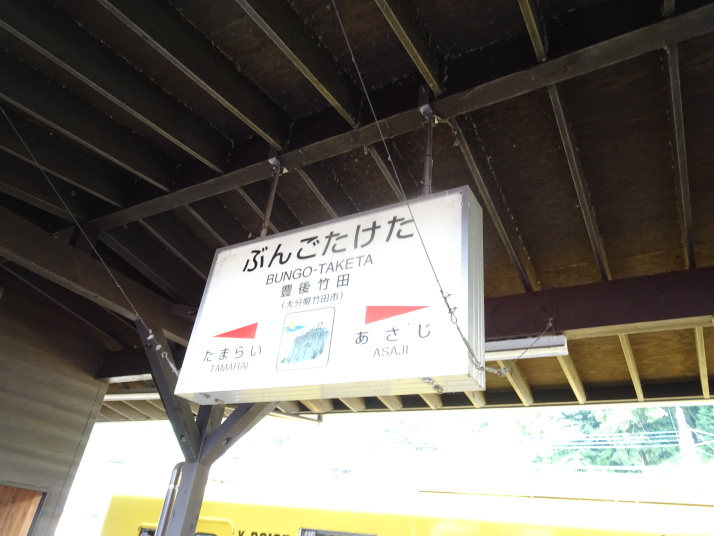 ぶんごたけた
BUNGO-TAKETA
豊後竹田
(大分県竹田市)
たまらい
TAMARAI
あさじ
ASAJI